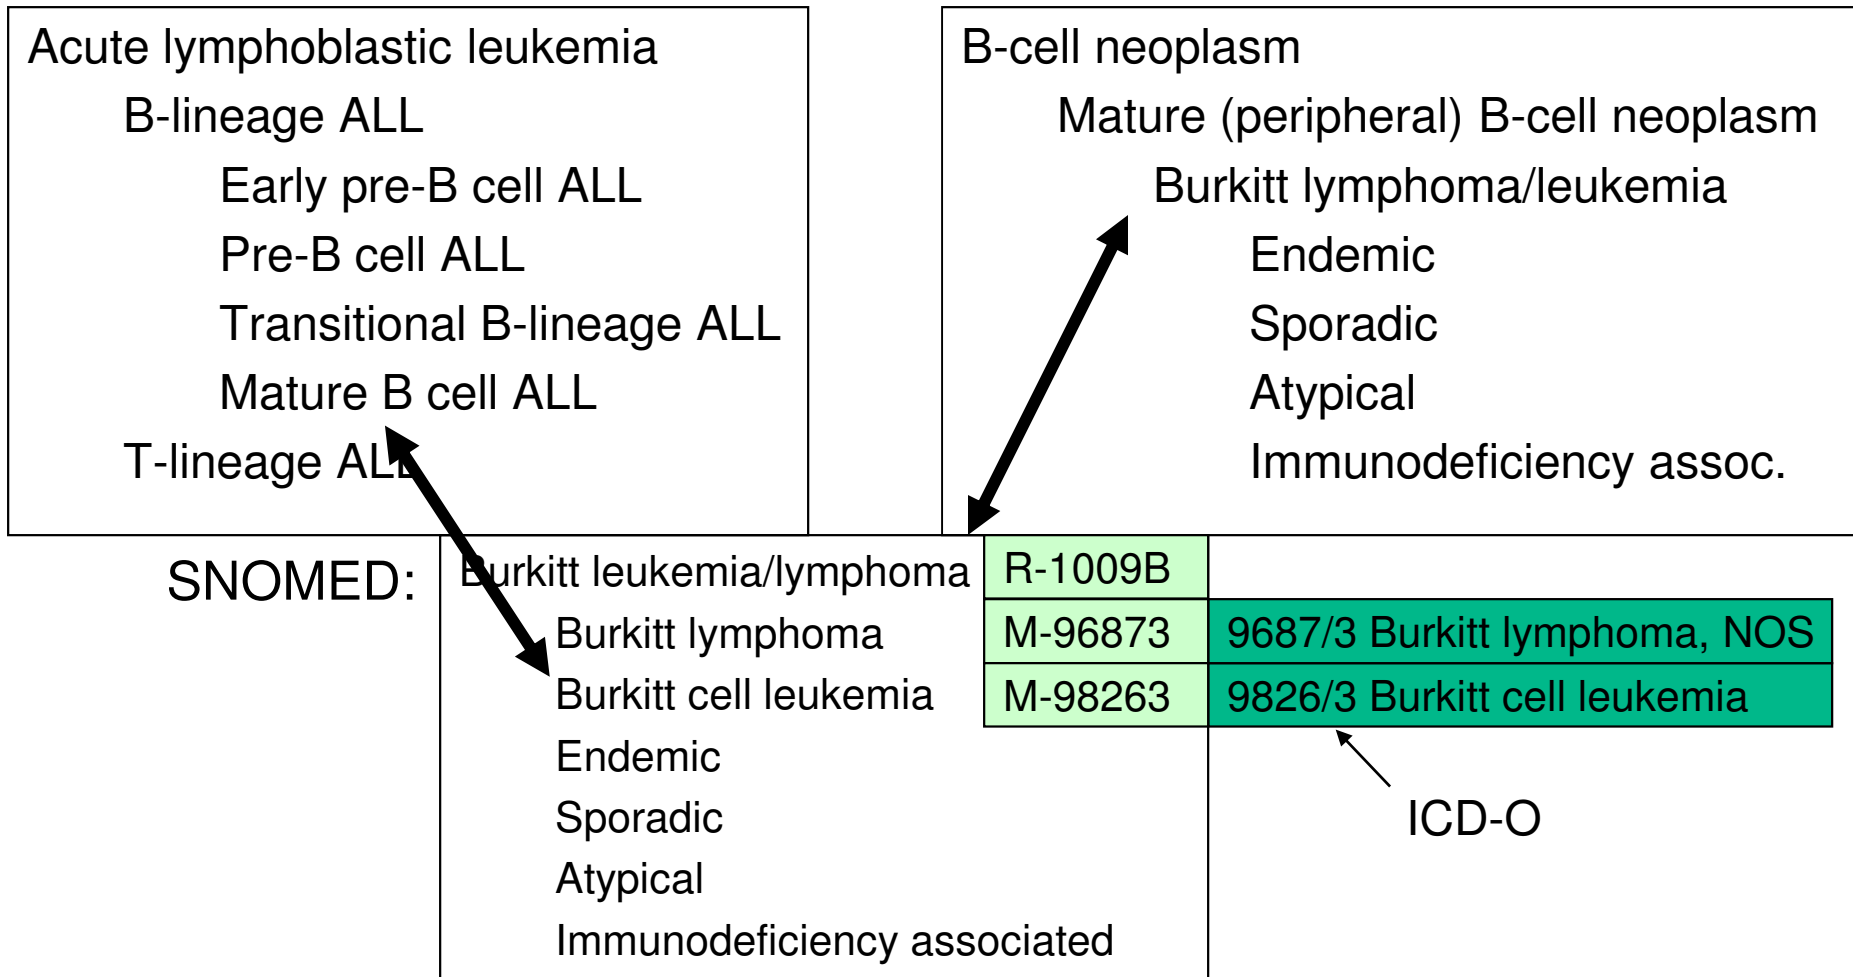 Acute lymphoblastic leukemia
B-lineage ALL
Early pre-B cell ALL
Pre-B cell ALL
Transitional B-lineage ALL
Mature B cell ALL
T-lineage ALL
B-cell neoplasm
Mature (peripheral) B-cell neoplasm
Burkitt lymphoma/leukemia
Endemic
Sporadic
Atypical
Immunodeficiency assoc.
SNOMED:
Burkitt leukemia/lymphoma R-1009B
Burkitt lymphoma M-96873 9687/3 Burkitt lymphoma, NOS
Burkitt cell leukemia M-98263 9826/3 Burkitt cell leukemia
Endemic
Sporadic
Atypical
Immunodeficiency associated
ICD-O